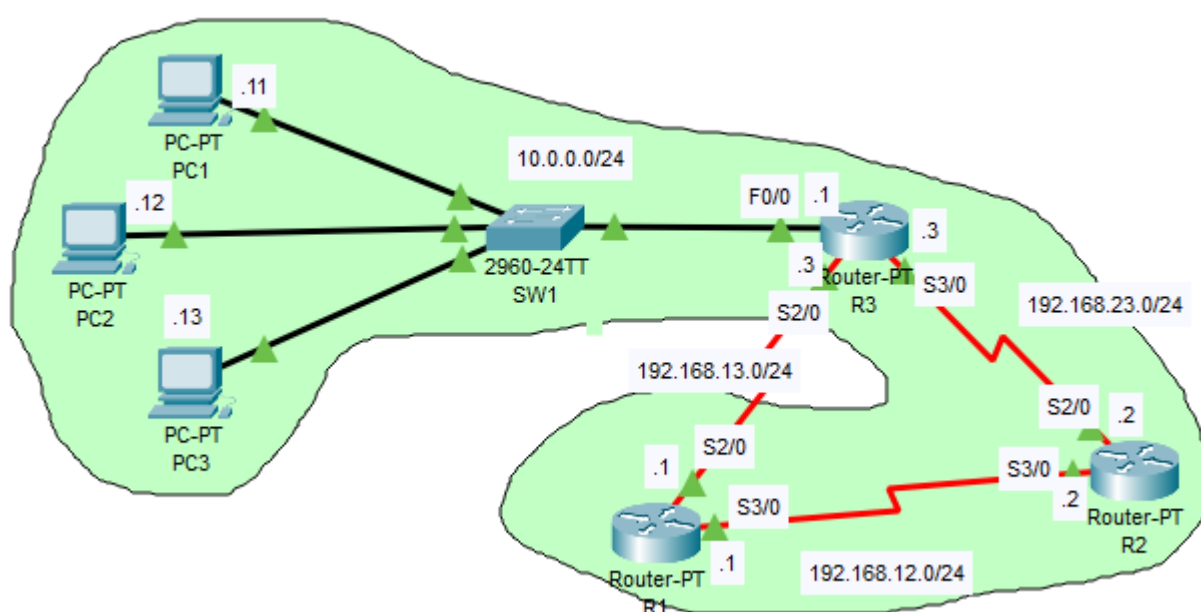 .11
PC-PT
PC1
10.0.0.0/24
.12
F0/0
.1
.3
PC-PT
PC2
2960-24TT
SW1
.3
Router-PT
R3
S3/0
.13
S2/0
192.168.23.0/24
192.168.13.0/24
PC-PT
PC3
S2/0
.2
S2/0
.1
S3/0
S3/0
.2
Router-PT
R2
.1
Router-PT
R1
192.168.12.0/24